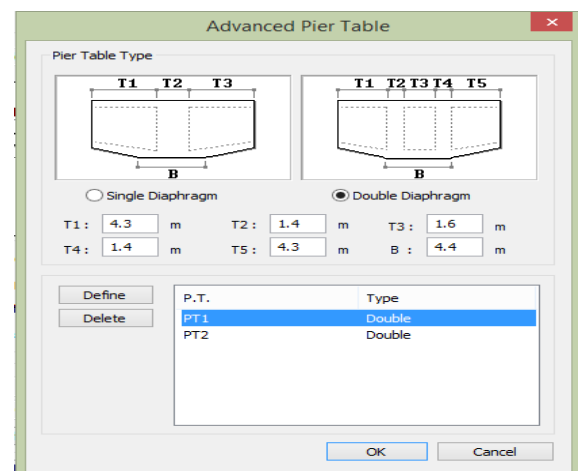 Advanced Pier Table
Pier Table Type
T1 T2 T3
B
T1 T2 T3 T4 T5
B
Single Diaphragm
Double Diaphragm
T1 : 4.3 m T2 : 1.4 m T3 : 1.6 m
T4 : 1.4 m T5 : 4.3 m B : 4.4 m
Define
Delete
P.T. Type
PT1 Double
PT2 Double
OK Cancel